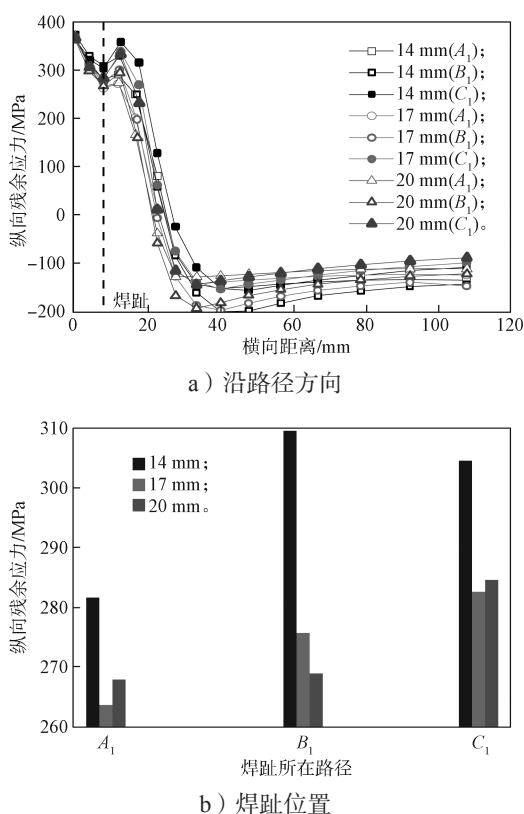 400
300
200
100
0
−100
−200
纵向残余应力/MPa
14 mm(A₁)；
14 mm(B₁)；
14 mm(C₁)；
17 mm(A₁)；
17 mm(B₁)；
17 mm(C₁)；
20 mm(A₁)；
20 mm(B₁)；
20 mm(C₁)。
焊趾
0 20 40 60 80 100 120
横向距离/mm
a）沿路径方向
310
300
290
280
270
260
纵向残余应力/MPa
14 mm；
17 mm；
20 mm。
A₁ B₁ C₁
焊趾所在路径
b）焊趾位置